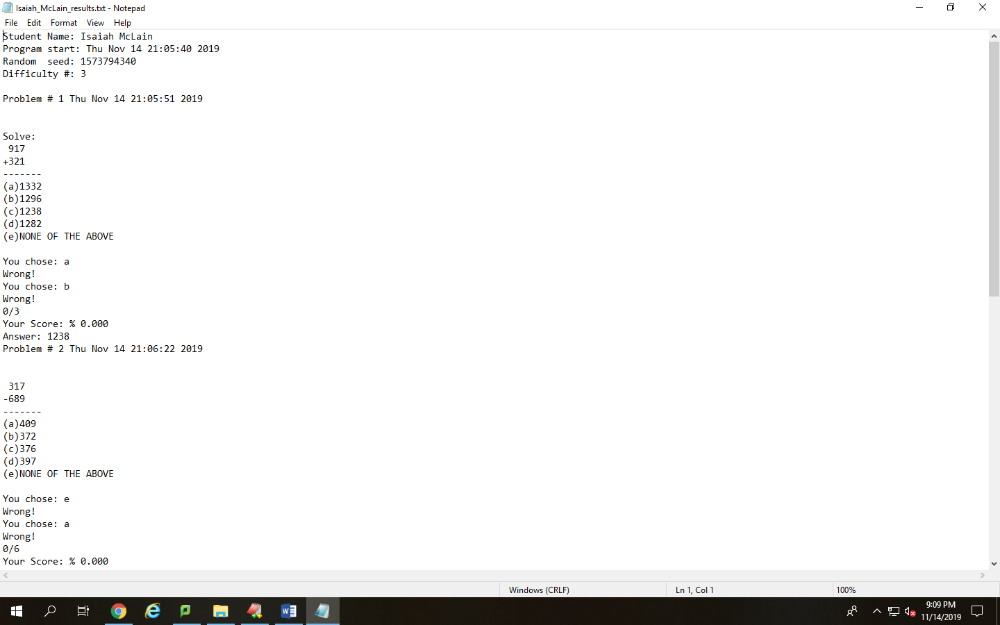 Isaiah_McLain_results.txt - Notepad
File Edit Format View Help
Student Name: Isaiah McLain
Program start: Thu Nov 14 21:05:40 2019
Random  seed: 1573794340
Difficulty #: 3
Problem # 1 Thu Nov 14 21:05:51 2019
Solve:
 917
+321
-------
(a)1332
(b)1296
(c)1238
(d)1282
(e)NONE OF THE ABOVE
You chose: a
Wrong!
You chose: b
Wrong!
0/3
Your Score: % 0.000
Answer: 1238
Problem # 2 Thu Nov 14 21:06:22 2019
 317
-689
-------
(a)409
(b)372
(c)376
(d)397
(e)NONE OF THE ABOVE
You chose: e
Wrong!
You chose: a
Wrong!
0/6
Your Score: % 0.000
Windows (CRLF) Ln 1, Col 1 100%
9:09 PM
11/14/2019